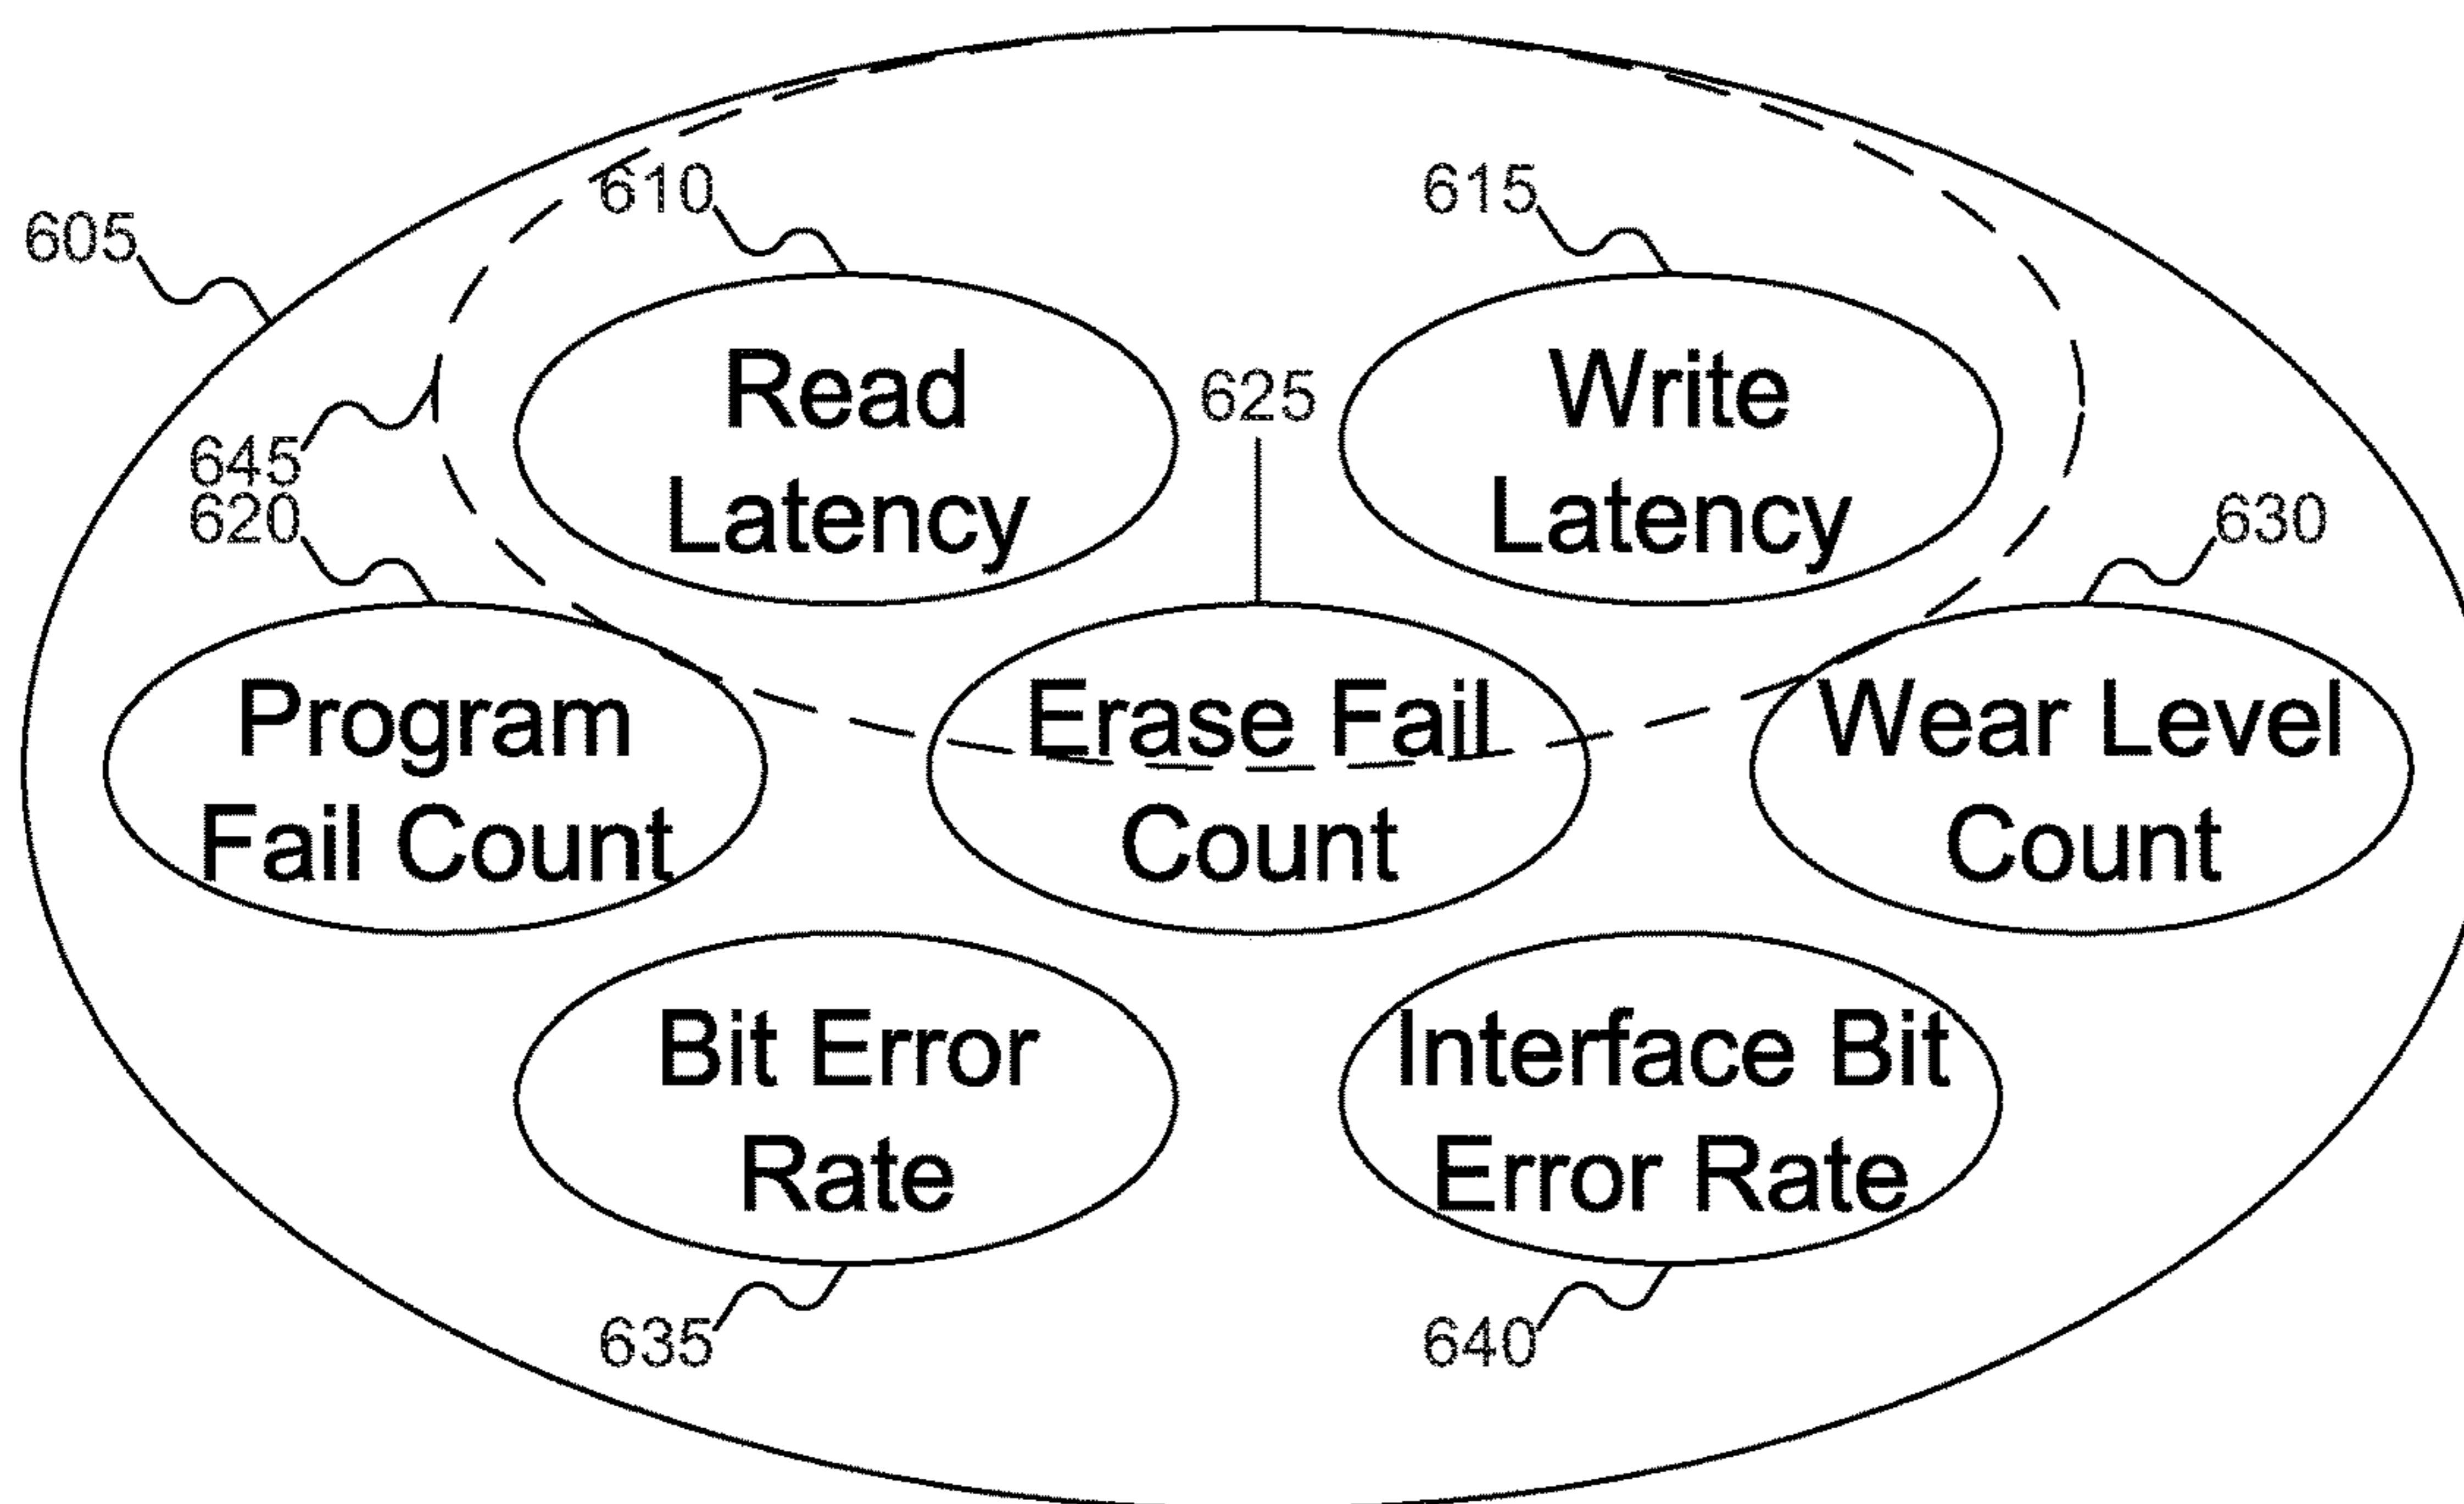 610
615
605
Read
Latency
625
Write
Latency
645
620
630
Program
Fail Count
Erase Fail
Count
Wear Level
Count
Bit Error
Rate
Interface Bit
Error Rate
635
640